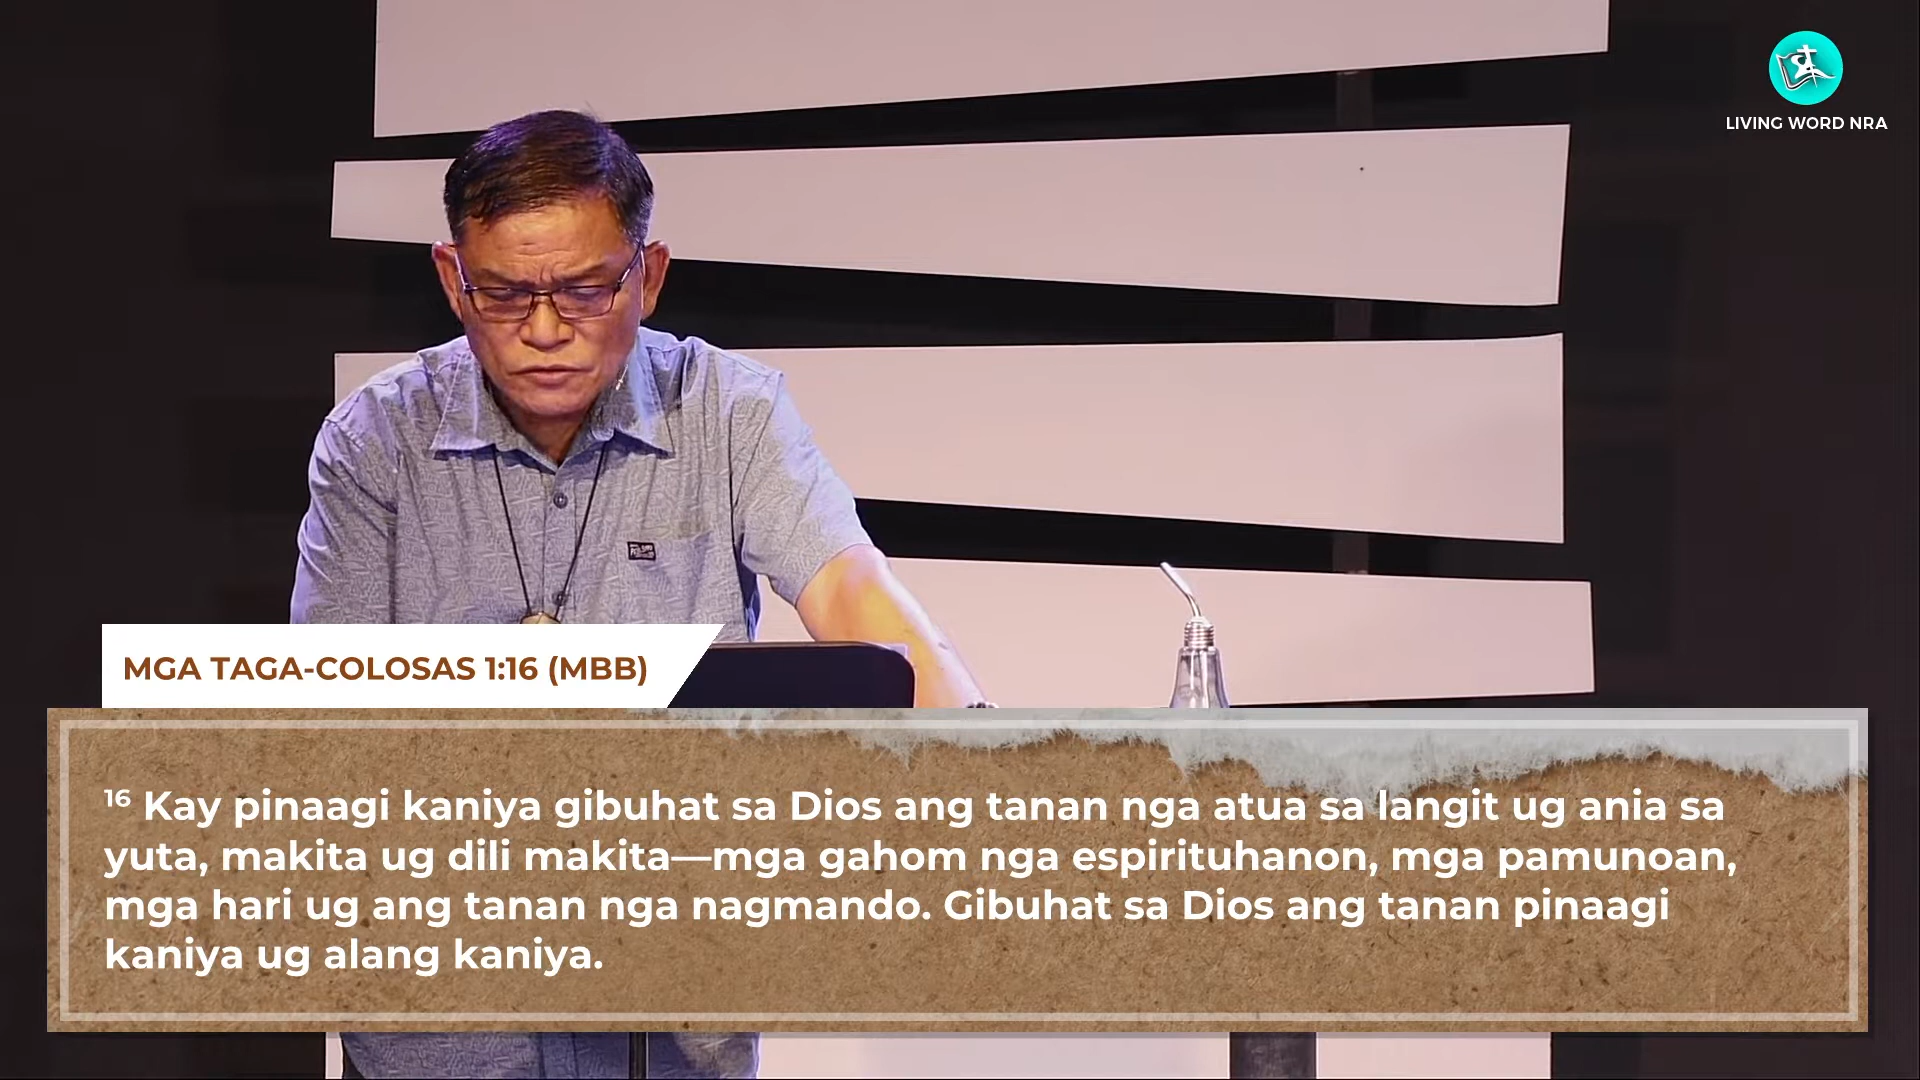 LIVING WORD NRA
MGA TAGA-COLOSAS 1:16 (MBB)
¹⁶ Kay pinaagi kaniya gibuhat sa Dios ang tanan nga atua sa langit ug ania sa
yuta, makita ug dili makita—mga gahom nga espirituhanon, mga pamunoan,
mga hari ug ang tanan nga nagmando. Gibuhat sa Dios ang tanan pinaagi
kaniya ug alang kaniya.